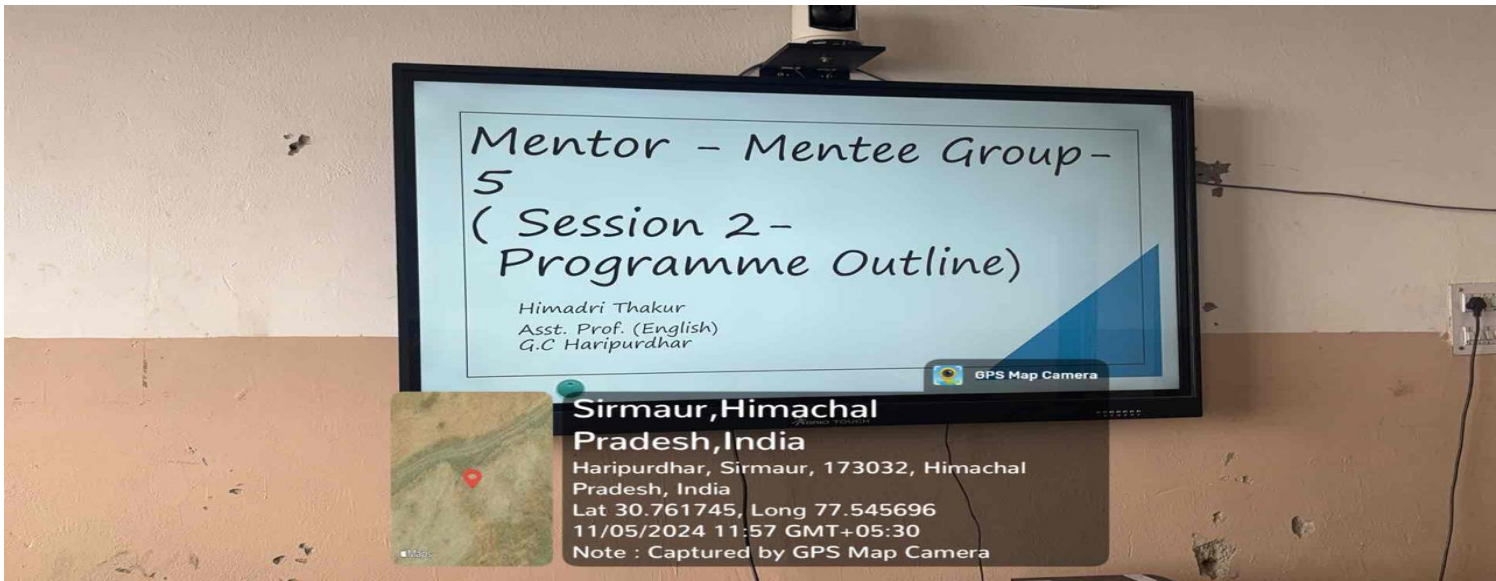 Mentor - Mentee Group-
5
( Session 2-
Programme Outline)
Himadri Thakur
Asst. Prof. (English)
G.C Haripurdhar
GPS Map Camera
Sirmaur,Himachal
Pradesh,India
Haripurdhar, Sirmaur, 173032, Himachal
Pradesh, India
Lat 30.761745, Long 77.545696
11/05/2024 11:57 GMT+05:30
Note : Captured by GPS Map Camera
Maps